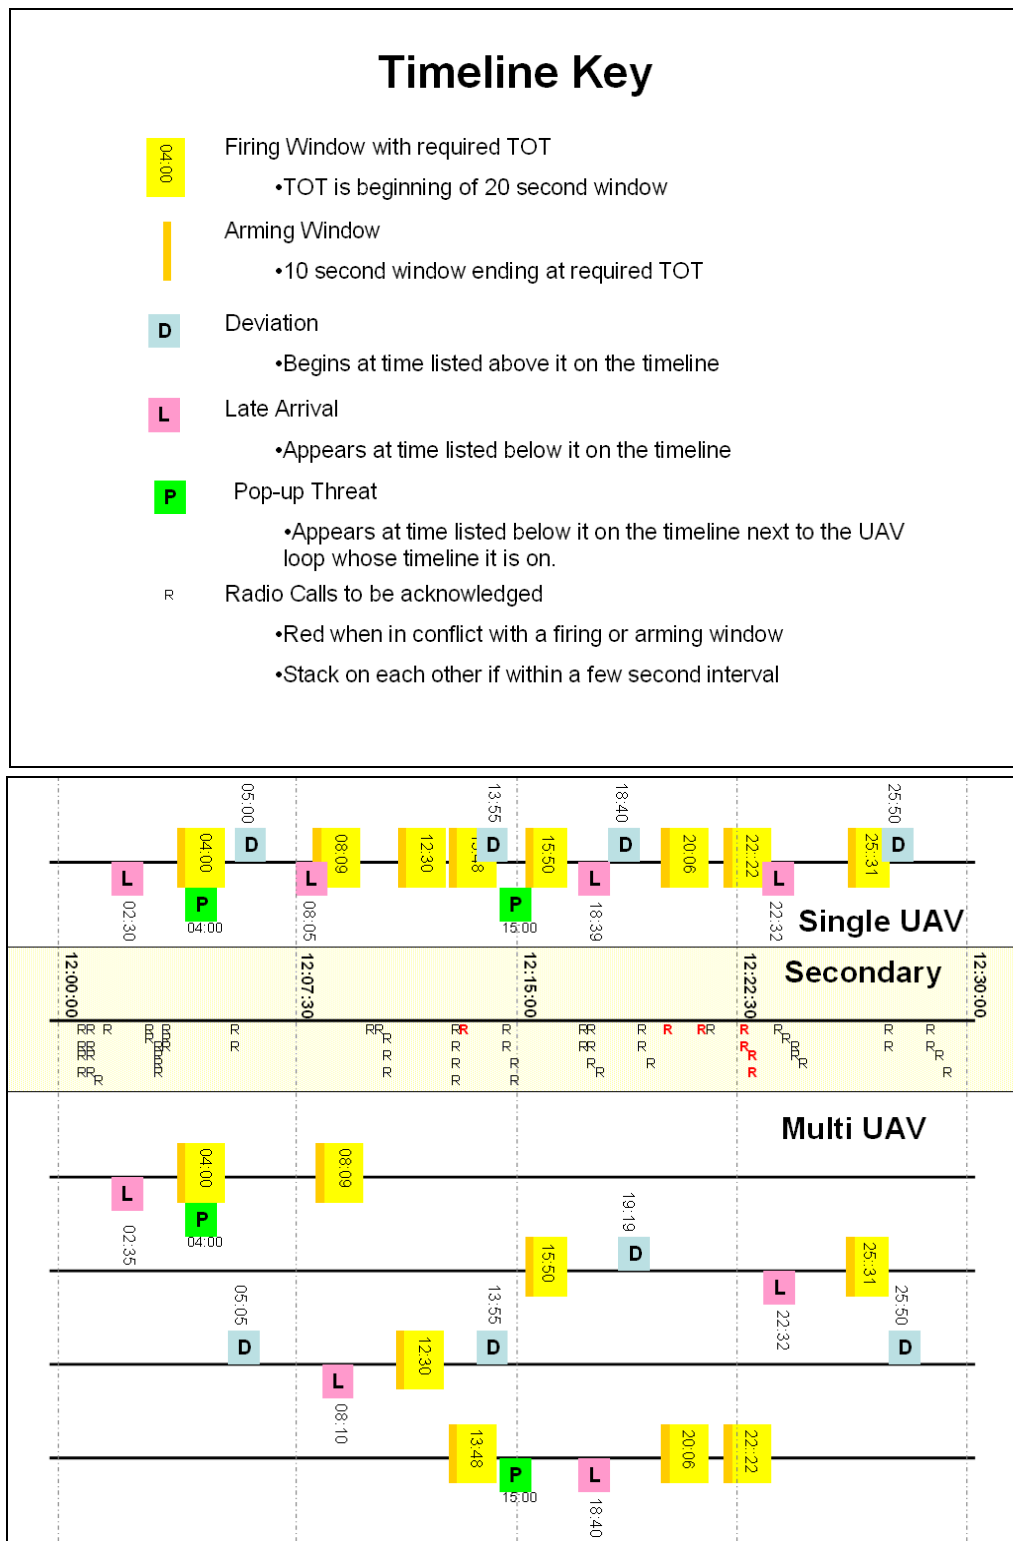 Timeline Key
04:00
Firing Window with required TOT
•TOT is beginning of 20 second window
Arming Window
•10 second window ending at required TOT
D
Deviation
•Begins at time listed above it on the timeline
L
Late Arrival
•Appears at time listed below it on the timeline
P
Pop-up Threat
•Appears at time listed below it on the timeline next to the UAV
loop whose timeline it is on.
R
Radio Calls to be acknowledged
•Red when in conflict with a firing or arming window
•Stack on each other if within a few second interval
05:00 13:55 18:40 25:50
04:00 D 08:09 12:30 13:48 D 15:50 D 20:06 22::22 25::31 D
L P L P L L
02:30 04:00 08:05 15:00 18:39 22:32
Single UAV
Secondary
12:00:00 12:07:30 12:15:00 12:22:30 12:30:00
R R R R R R R R R R R R R R R R R R R R
R R R R R R R R R R R R R R R R
R R R R R R R R R R R R
R R R R R R R R R R
Multi UAV
04:00 08:09
L P
02:35 04:00
19:19
15:50 D 25::31
L
22:32
05:05 13:55 25:50
D 12:30 D D
L
08:10
13:48 20:06 22::22
P L
15:00 18:40